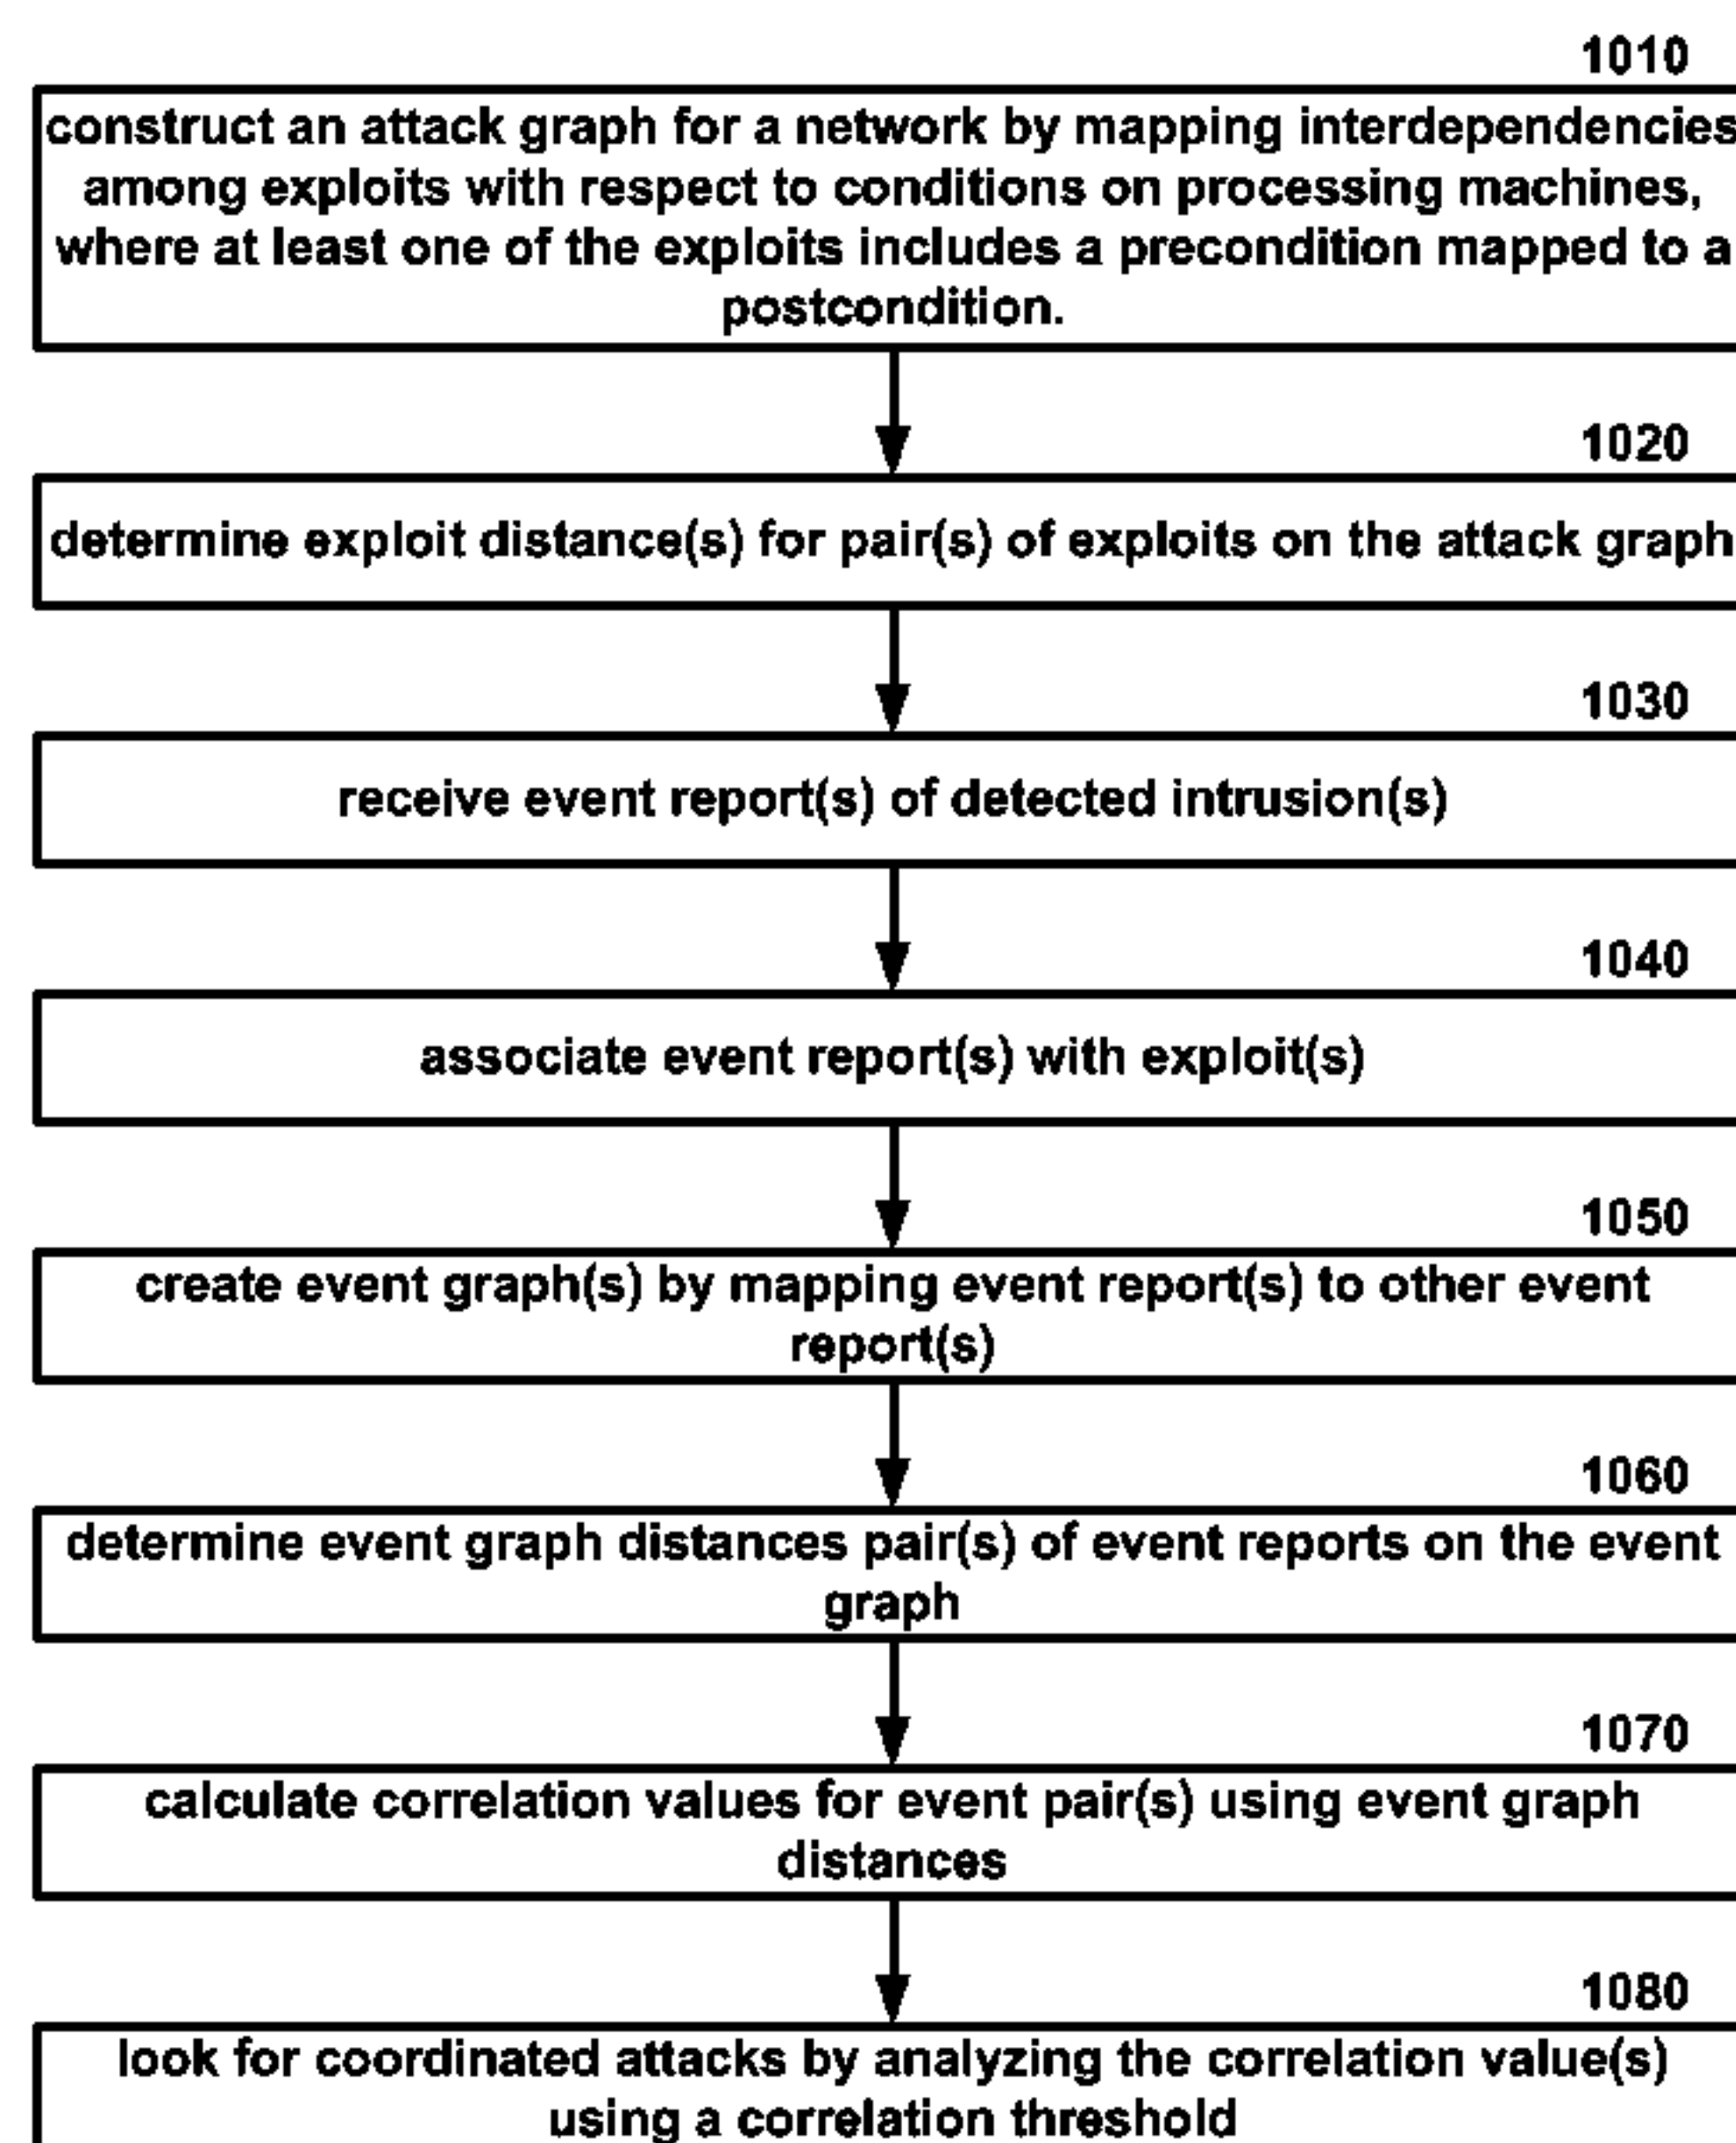 1010
construct an attack graph for a network by mapping interdependencies
among exploits with respect to conditions on processing machines,
where at least one of the exploits includes a precondition mapped to a
postcondition.
1020
determine exploit distance(s) for pair(s) of exploits on the attack graph
1030
receive event report(s) of detected intrusion(s)
1040
associate event report(s) with exploit(s)
1050
create event graph(s) by mapping event report(s) to other event
report(s)
1060
determine event graph distances pair(s) of event reports on the event
graph
1070
calculate correlation values for event pair(s) using event graph
distances
1080
look for coordinated attacks by analyzing the correlation value(s)
using a correlation threshold